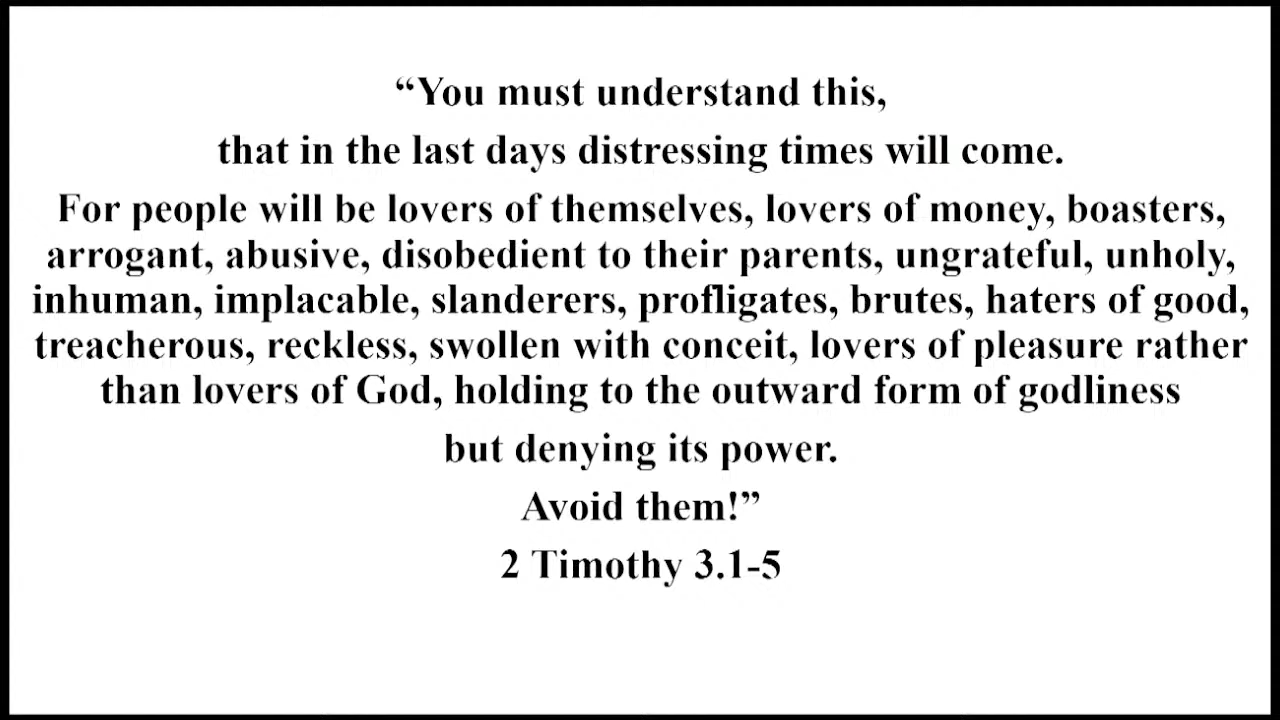 “You must understand this,
that in the last days distressing times will come.
For people will be lovers of themselves, lovers of money, boasters,
arrogant, abusive, disobedient to their parents, ungrateful, unholy,
inhuman, implacable, slanderers, profligates, brutes, haters of good,
treacherous, reckless, swollen with conceit, lovers of pleasure rather
than lovers of God, holding to the outward form of godliness
but denying its power.
Avoid them!”
2 Timothy 3.1-5